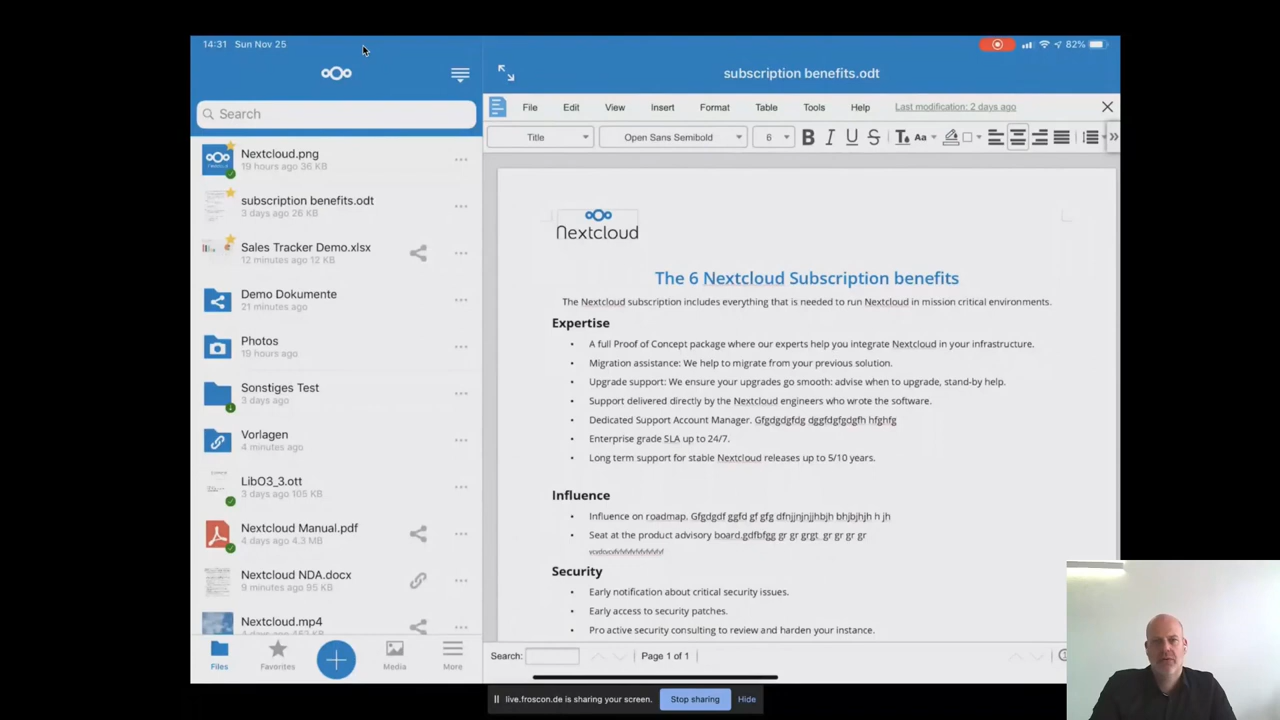 14:31 Sun Nov 25
82%
subscription benefits.odt
Search
File Edit View Insert Format Table Tools Help Last modification: 2 days ago
Title Open Sans Semibold 6 B I U S Aa
Nextcloud.png
19 hours ago 36 KB
subscription benefits.odt
3 days ago 26 KB
Sales Tracker Demo.xlsx
12 minutes ago 12 KB
Demo Dokumente
21 minutes ago
Photos
19 hours ago
Sonstiges Test
3 days ago
Vorlagen
4 minutes ago
LibO3_3.ott
3 days ago 105 KB
Nextcloud Manual.pdf
4 days ago 4.3 MB
Nextcloud NDA.docx
9 minutes ago 95 KB
Nextcloud.mp4
Files Favorites Media More
Nextcloud
The 6 Nextcloud Subscription benefits
The Nextcloud subscription includes everything that is needed to run Nextcloud in mission critical environments.
Expertise
• A full Proof of Concept package where our experts help you integrate Nextcloud in your infrastructure.
• Migration assistance: We help to migrate from your previous solution.
• Upgrade support: We ensure your upgrades go smooth: advise when to upgrade, stand-by help.
• Support delivered directly by the Nextcloud engineers who wrote the software.
• Dedicated Support Account Manager. Gfgdgdgfdg dggfdgfgdgfh hfghfg
• Enterprise grade SLA up to 24/7.
• Long term support for stable Nextcloud releases up to 5/10 years.
Influence
• Influence on roadmap. Gfgdgdf ggfd gf gfg dfnjjnjnjjhbjh bhjbjhjh h jh
• Seat at the product advisory board.gdfbfgg gr gr grgt. gr gr gr gr
Security
• Early notification about critical security issues.
• Early access to security patches.
• Pro active security consulting to review and harden your instance.
Search: Page 1 of 1
live.froscon.de is sharing your screen. Stop sharing Hide